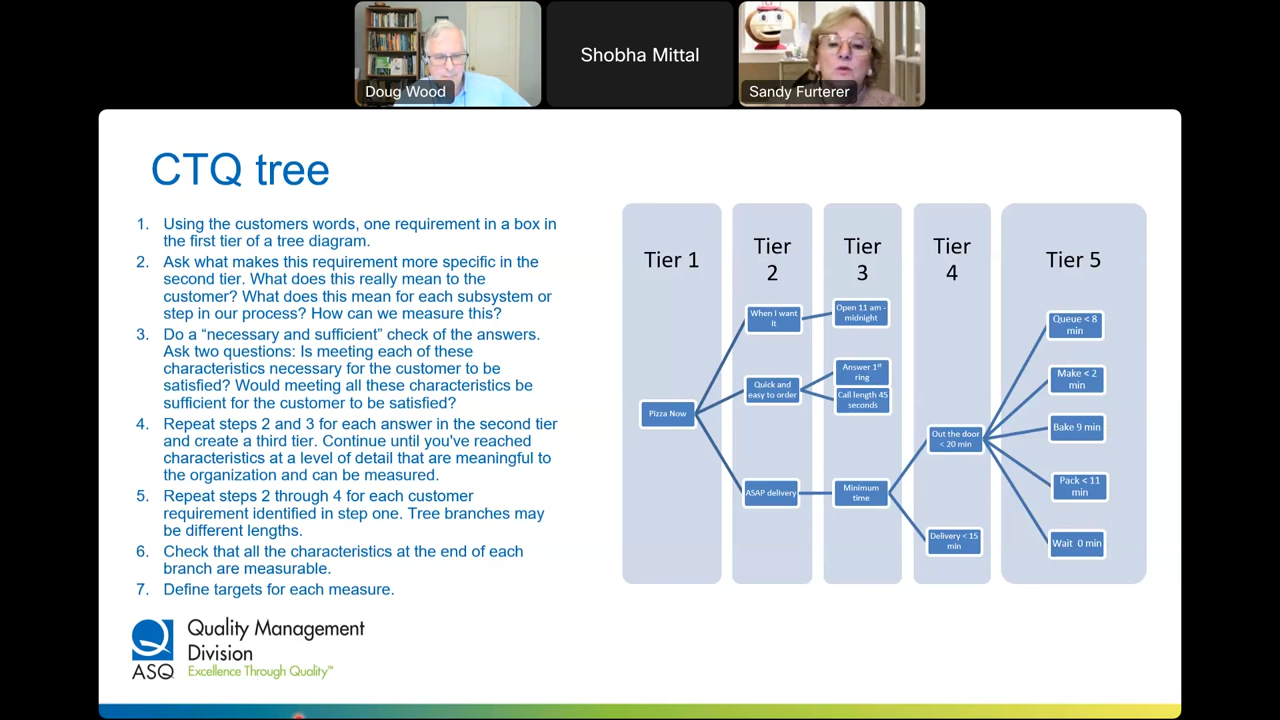 Doug Wood
Shobha Mittal
Sandy Furterer
CTQ tree
1. Using the customers words, one requirement in a box in
the first tier of a tree diagram.
2. Ask what makes this requirement more specific in the
second tier. What does this really mean to the
customer? What does this mean for each subsystem or
step in our process? How can we measure this?
3. Do a “necessary and sufficient” check of the answers.
Ask two questions: Is meeting each of these
characteristics necessary for the customer to be
satisfied? Would meeting all these characteristics be
sufficient for the customer to be satisfied?
4. Repeat steps 2 and 3 for each answer in the second tier
and create a third tier. Continue until you've reached
characteristics at a level of detail that are meaningful to
the organization and can be measured.
5. Repeat steps 2 through 4 for each customer
requirement identified in step one. Tree branches may
be different lengths.
6. Check that all the characteristics at the end of each
branch are measurable.
7. Define targets for each measure.
Tier 1
Tier
2
Tier
3
Tier
4
Tier 5
Pizza Now
When I want
it
Quick and
easy to order
ASAP delivery
Open 11 am -
midnight
Answer 1st
ring
Call length 45
seconds
Minimum
time
Out the door
< 20 min
Delivery < 15
min
Queue < 8
min
Make < 2
min
Bake 9 min
Pack < 11
min
Wait 0 min
ASQ
Quality Management
Division
Excellence Through Quality™